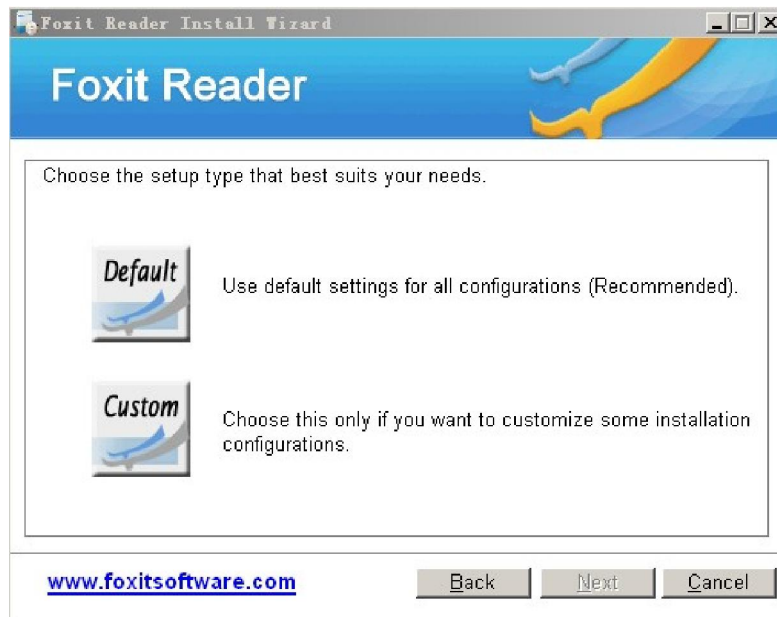 Foxit Reader Install Wizard
Foxit Reader
Choose the setup type that best suits your needs.
Default
Use default settings for all configurations (Recommended).
Custom
Choose this only if you want to customize some installation
configurations.
www.foxitsoftware.com
Back
Next
Cancel